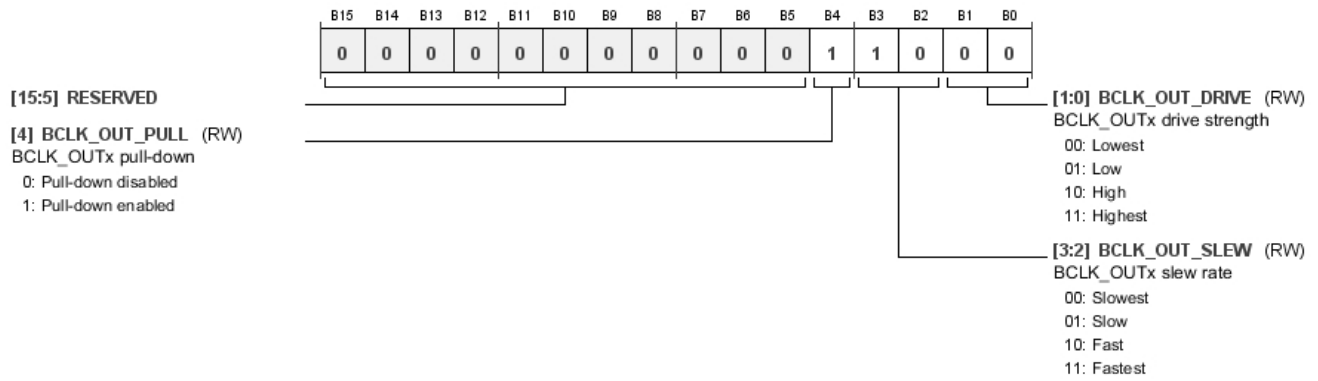 B15 B14 B13 B12 B11 B10 B9 B8 B7 B6 B5 B4 B3 B2 B1 B0
0 0 0 0 0 0 0 0 0 0 0 1 1 0 0 0
[15:5] RESERVED
[4] BCLK_OUT_PULL (RW)
BCLK_OUTx pull-down
0: Pull-down disabled
1: Pull-down enabled
[1:0] BCLK_OUT_DRIVE (RW)
BCLK_OUTx drive strength
00: Lowest
01: Low
10: High
11: Highest
[3:2] BCLK_OUT_SLEW (RW)
BCLK_OUTx slew rate
00: Slowest
01: Slow
10: Fast
11: Fastest